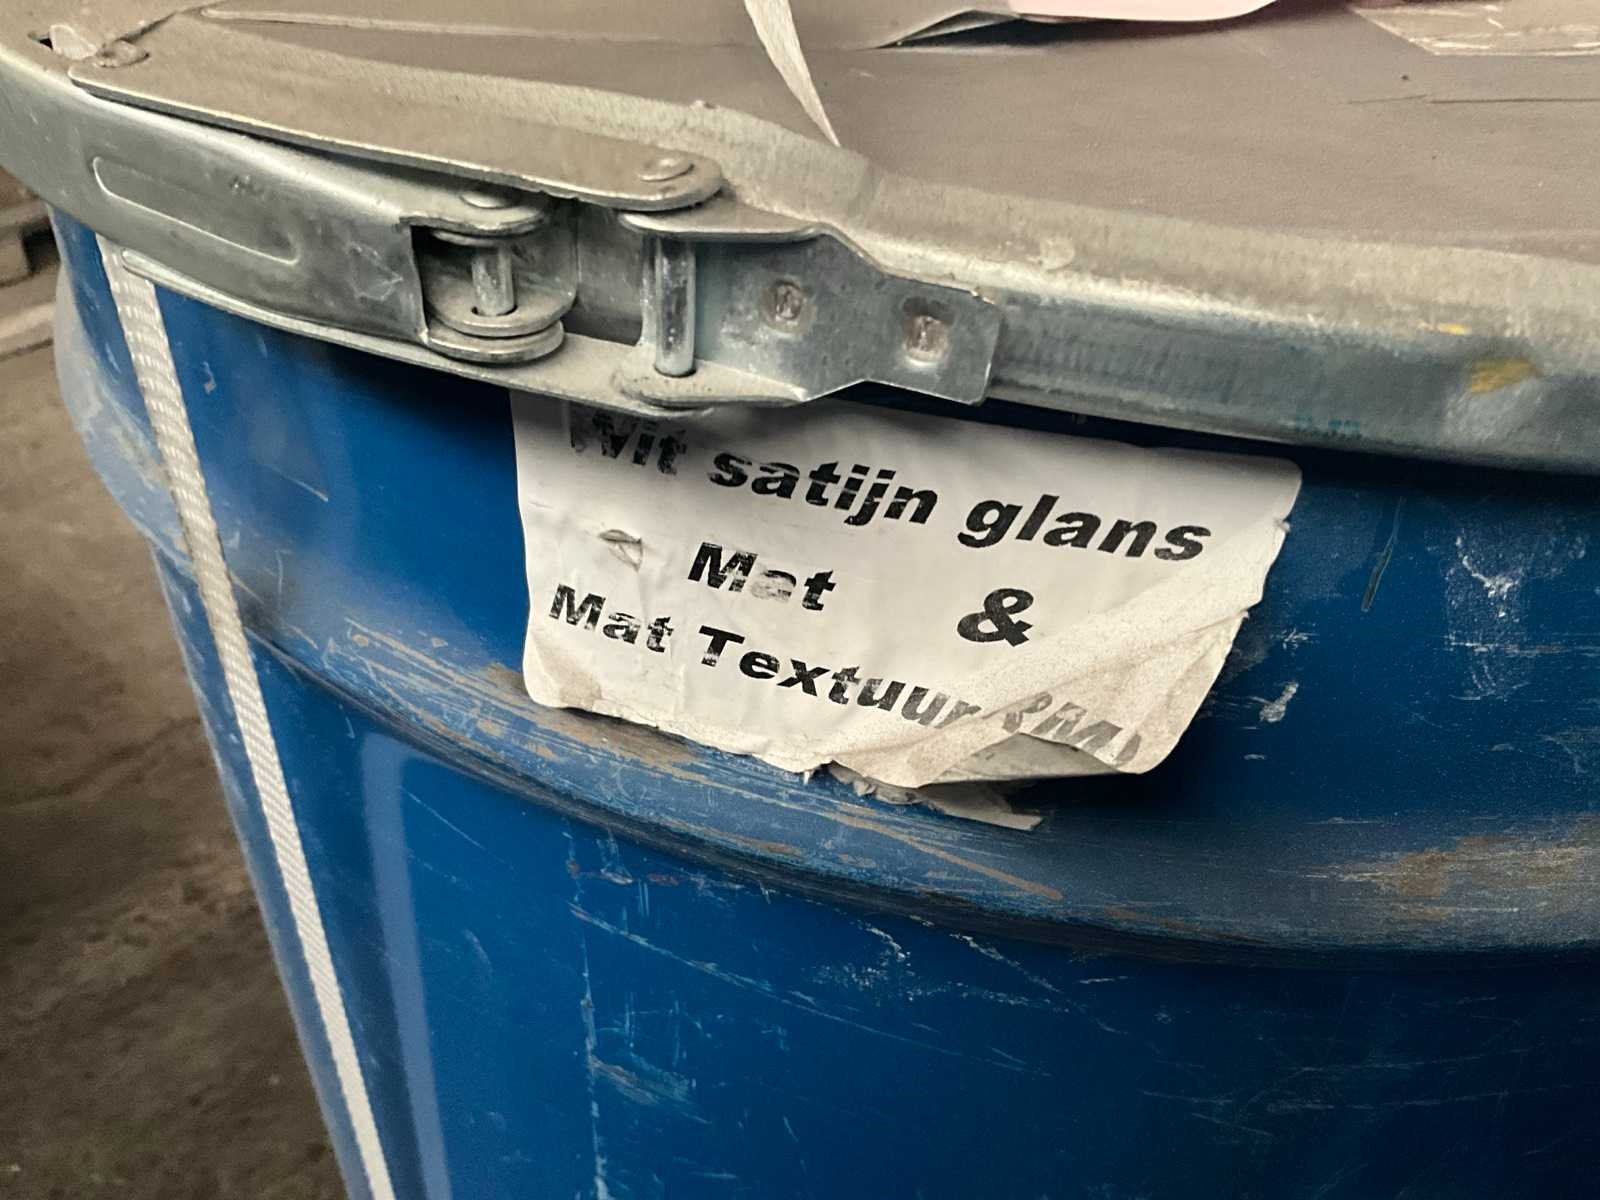 Wit satijn glans
Mat &
Mat Textuur